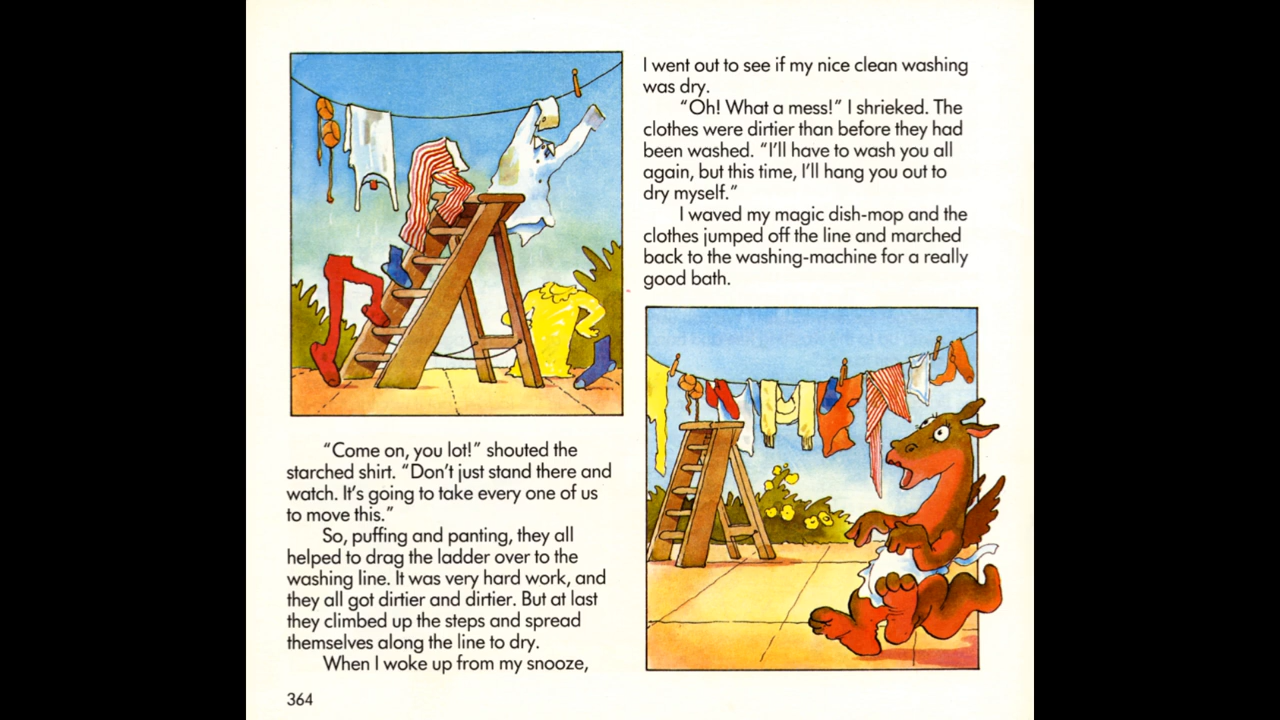 “Come on, you lot!” shouted the
starched shirt. “Don’t just stand there and
watch. It’s going to take every one of us
to move this.”
So, puffing and panting, they all
helped to drag the ladder over to the
washing line. It was very hard work, and
they all got dirtier and dirtier. But at last
they climbed up the steps and spread
themselves along the line to dry.
When I woke up from my snooze,
364
I went out to see if my nice clean washing
was dry.
“Oh! What a mess!” I shrieked. The
clothes were dirtier than before they had
been washed. “I’ll have to wash you all
again, but this time, I’ll hang you out to
dry myself.”
I waved my magic dish-mop and the
clothes jumped off the line and marched
back to the washing-machine for a really
good bath.